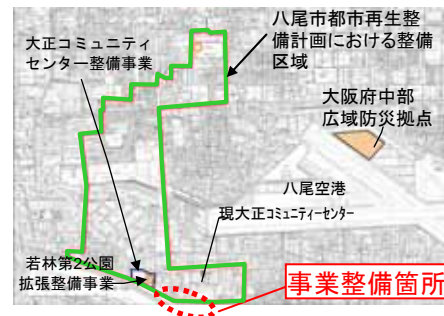 大正コミュニティ
センター整備事業
八尾市都市再生整
備計画における整備
区域
大阪府中部
広域防災拠点
八尾空港
現大正ｺﾐｭﾆﾃｨｰｾﾝﾀｰ
若林第2公園
拡張整備事業
事業整備箇所